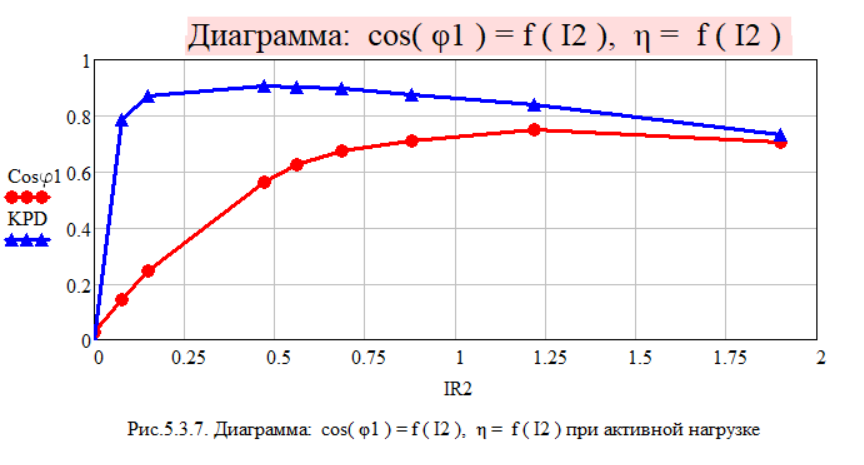 Диаграмма: cos( φ1 ) = f ( I2 ), η = f ( I2 )
1
0.8
0.6
0.4
0.2
0
Cosφ1
KPD
0 0.25 0.5 0.75 1 1.25 1.5 1.75 2
IR2
Рис.5.3.7. Диаграмма: cos( φ1 ) = f ( I2 ), η = f ( I2 ) при активной нагрузке